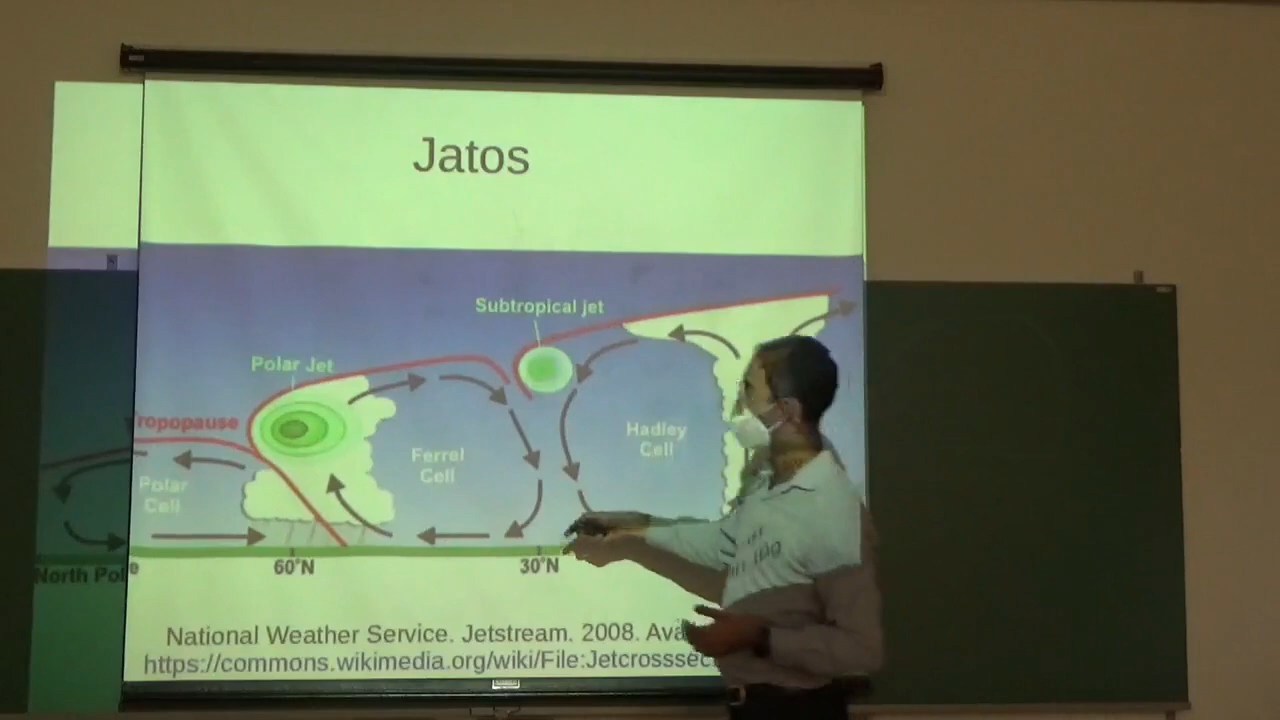 Jatos
Subtropical jet
Polar Jet
ropopause
Hadley
Cell
Ferrel
Cell
Polar
Cell
North Pole
60°N
30°N
National Weather Service. Jetstream. 2008. Ava
https://commons.wikimedia.org/wiki/File:Jetcrosssec